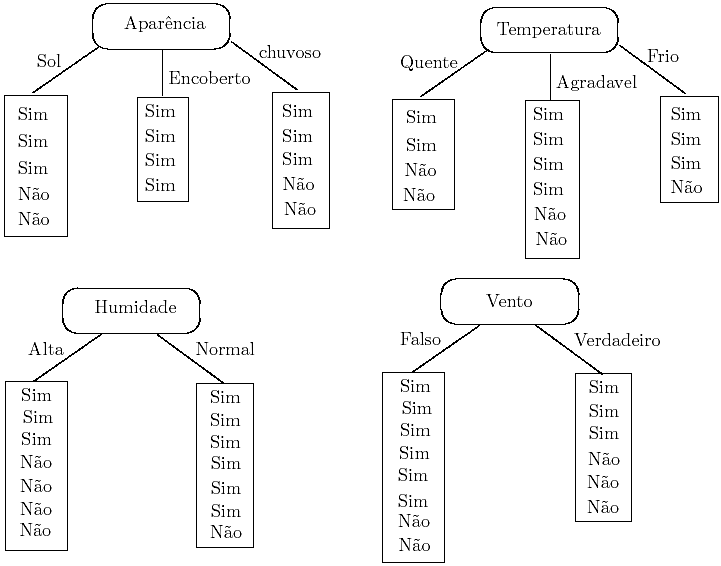 Aparência
Sol
Encoberto
chuvoso
Sim
Sim
Sim
Não
Não
Sim
Sim
Sim
Sim
Sim
Sim
Sim
Não
Não
Temperatura
Quente
Agradavel
Frio
Sim
Sim
Não
Não
Sim
Sim
Sim
Sim
Não
Não
Sim
Sim
Sim
Não
Humidade
Alta
Normal
Sim
Sim
Sim
Não
Não
Não
Não
Sim
Sim
Sim
Sim
Sim
Sim
Não
Vento
Falso
Verdadeiro
Sim
Sim
Sim
Sim
Sim
Sim
Não
Não
Sim
Sim
Sim
Não
Não
Não